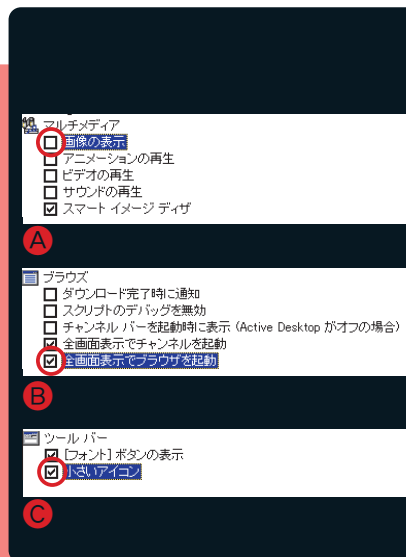 マルチメディア
画像の表示
アニメーションの再生
ビデオの再生
サウンドの再生
スマート イメージ ディザ
A
ブラウズ
ダウンロード完了時に通知
スクリプトのデバッグを無効
チャンネル バーを起動時に表示 (Active Desktop がオフの場合)
全画面表示でチャンネルを起動
全画面表示でブラウザを起動
B
ツール バー
[フォント] ボタンの表示
小さいアイコン
C